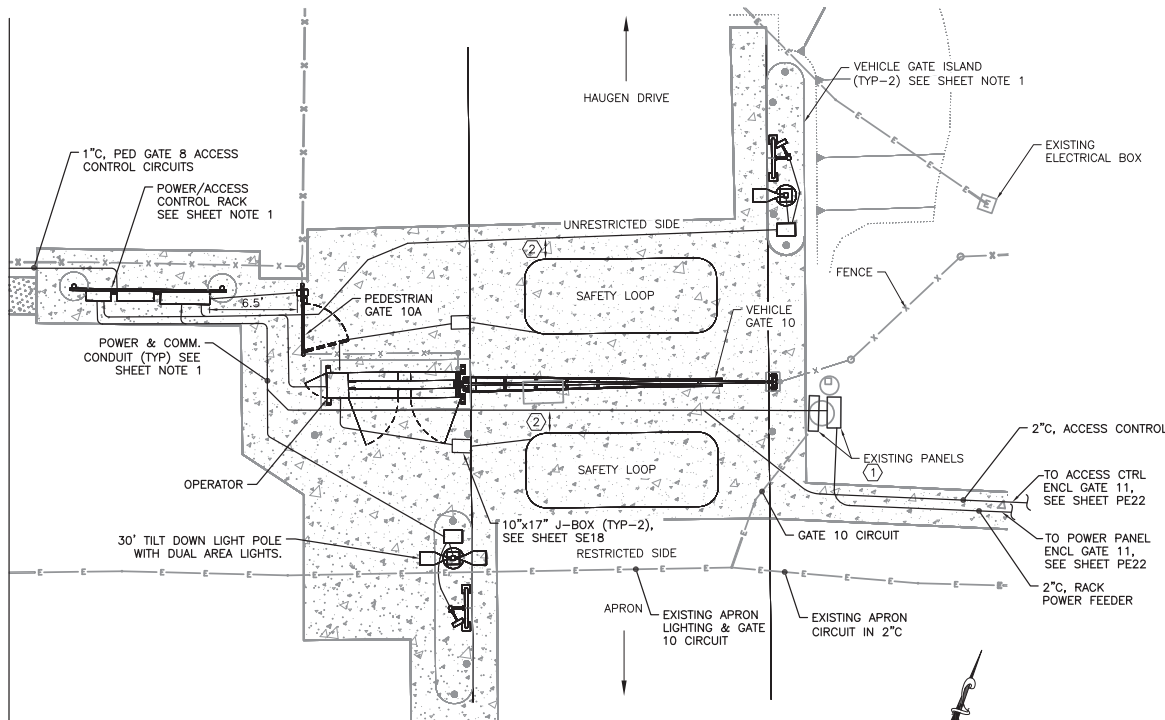 HAUGEN DRIVE
VEHICLE GATE ISLAND
(TYP-2) SEE SHEET NOTE 1
EXISTING
ELECTRICAL BOX
1"C, PED GATE 8 ACCESS
CONTROL CIRCUITS
POWER/ACCESS
CONTROL RACK
SEE SHEET NOTE 1
UNRESTRICTED SIDE
2
SAFETY LOOP
FENCE
6.5'
PEDESTRIAN
GATE 10A
VEHICLE
GATE 10
POWER & COMM.
CONDUIT (TYP) SEE
SHEET NOTE 1
2
SAFETY LOOP
EXISTING PANELS
1
2"C, ACCESS CONTROL
OPERATOR
TO ACCESS CTRL
ENCL GATE 11,
SEE SHEET PE22
10"x17" J-BOX (TYP-2),
SEE SHEET SE18
GATE 10 CIRCUIT
30' TILT DOWN LIGHT POLE
WITH DUAL AREA LIGHTS.
RESTRICTED SIDE
TO POWER PANEL
ENCL GATE 11,
SEE SHEET PE22
2"C, RACK
POWER FEEDER
APRON
EXISTING APRON
LIGHTING & GATE
10 CIRCUIT
EXISTING APRON
CIRCUIT IN 2"C